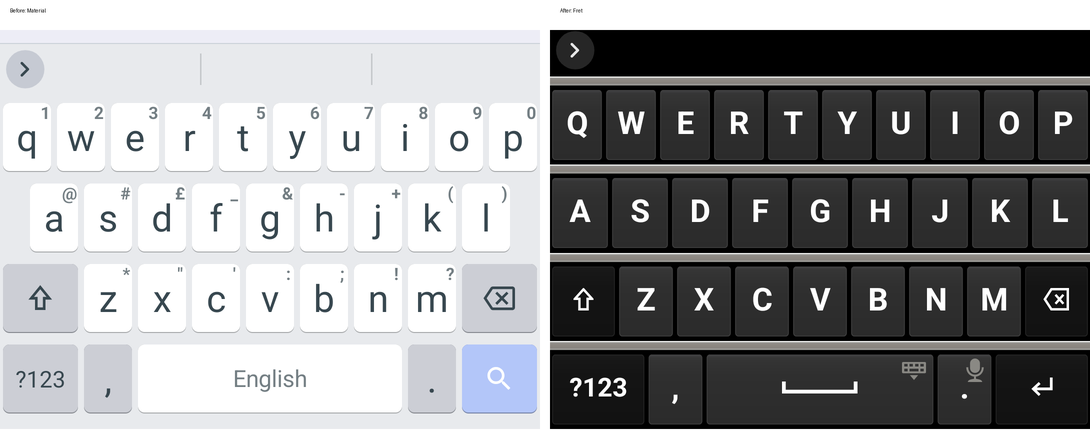 Before: Material
After: Fret
1 2 3 4 5 6 7 8 9 0
q w e r t y u i o p
@ # £ _ & - + ( )
a s d f g h j k l
* " ' : ; ! ?
z x c v b n m
?123 , English .
Q W E R T Y U I O P
A S D F G H J K L
Z X C V B N M
?123 , .